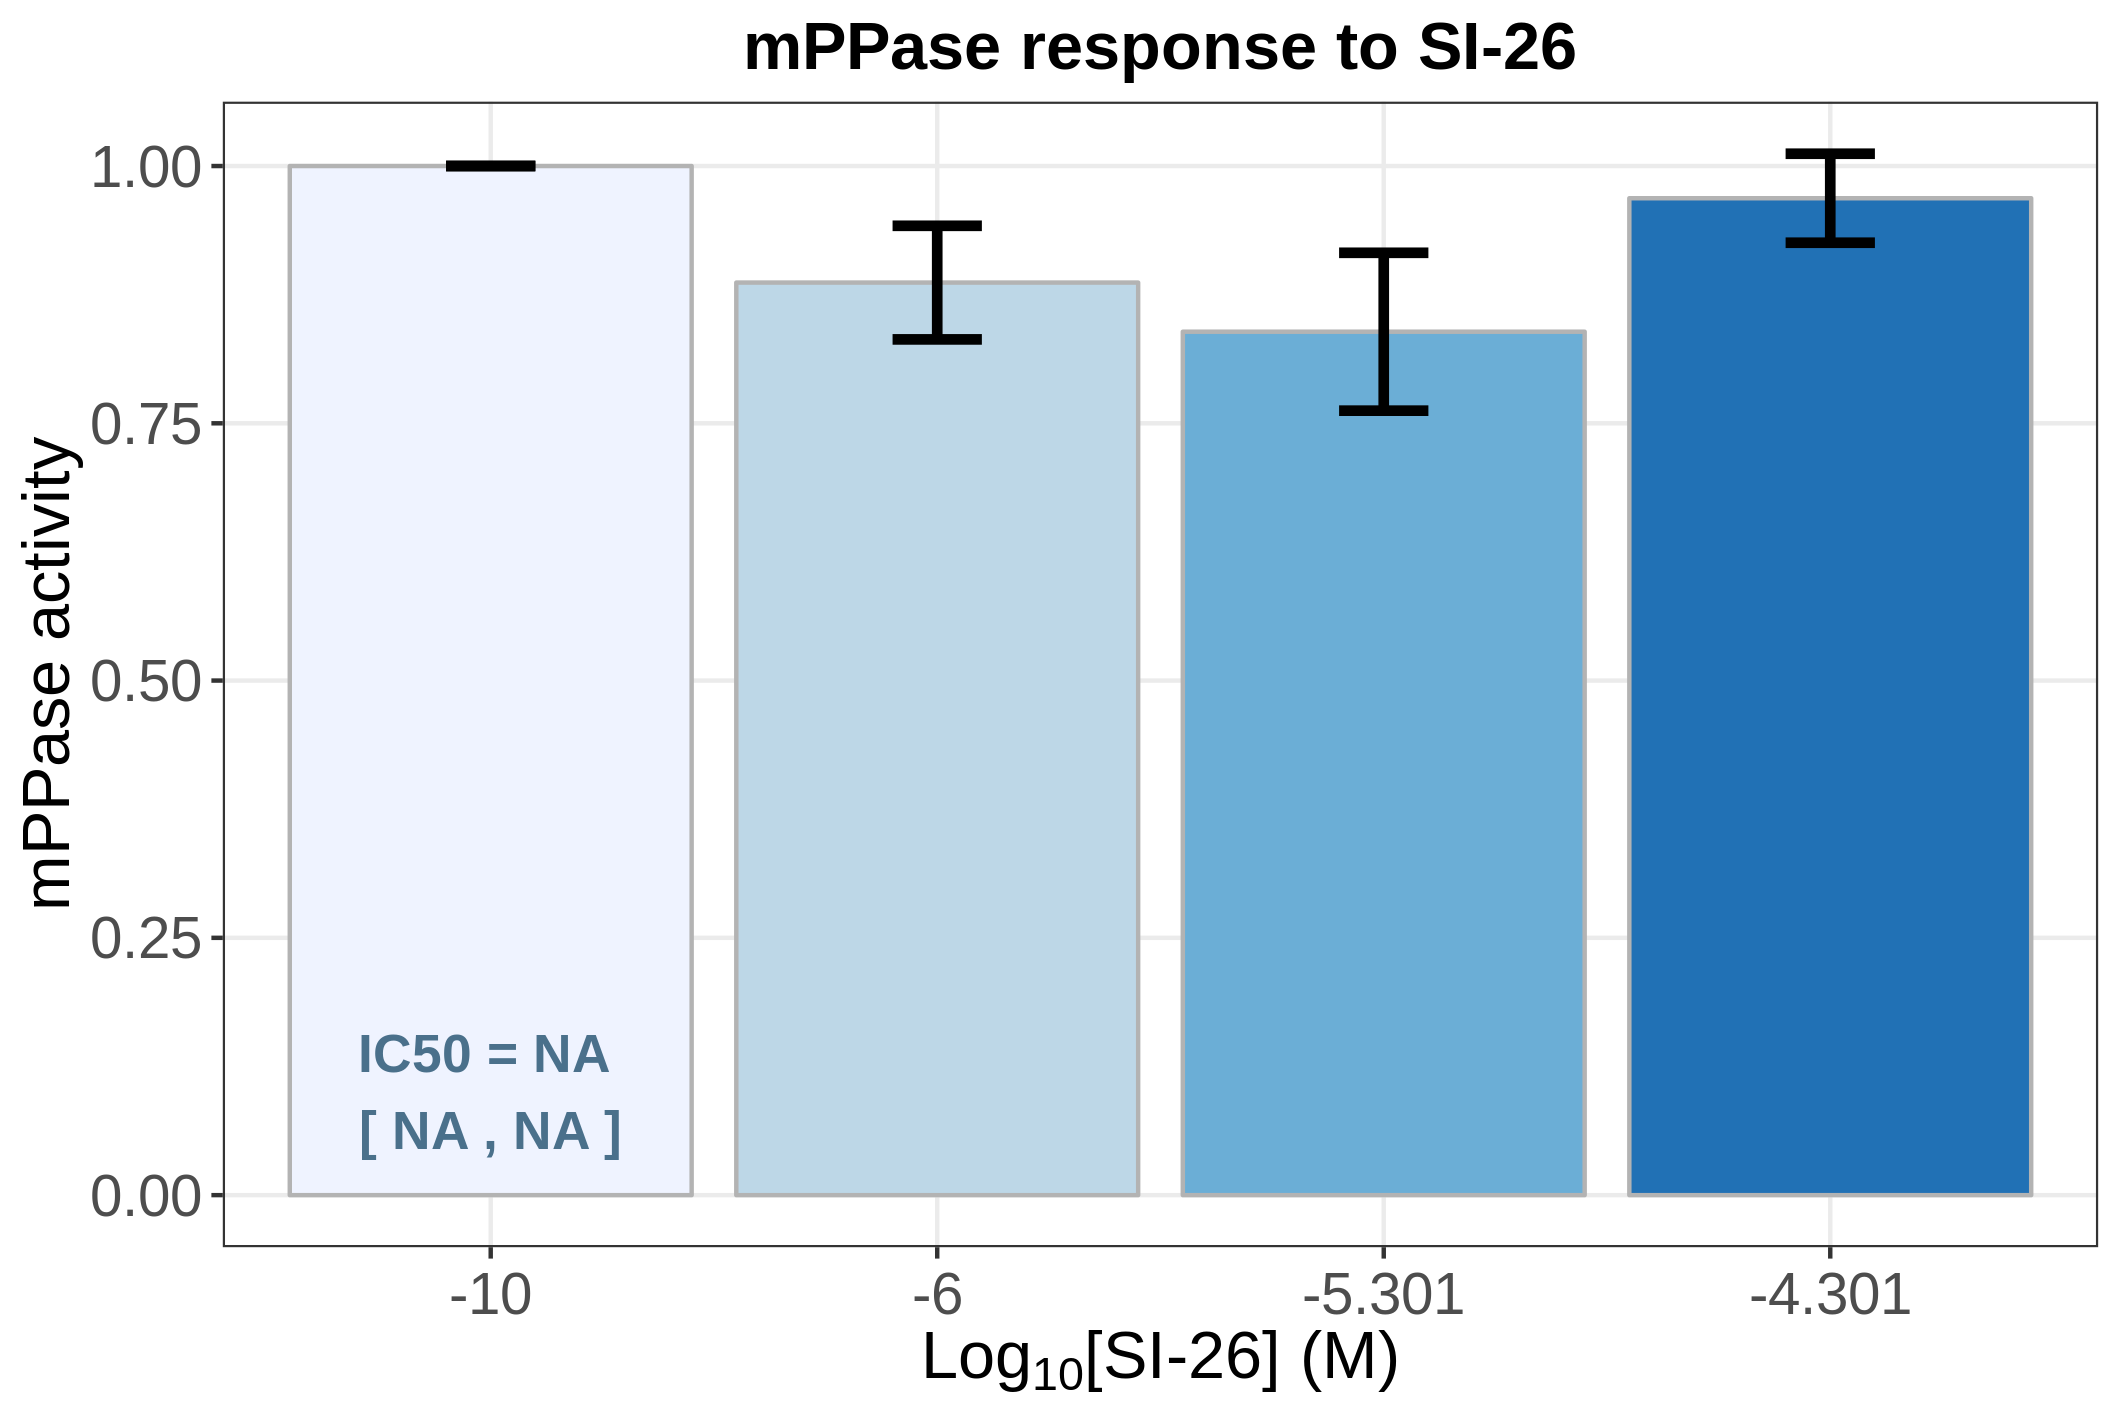 mPPase response to SI-26
mPPase activity
1.00
0.75
0.50
0.25
0.00
IC50 = NA
[ NA , NA ]
-10 -6 -5.301 -4.301
Log₁₀[SI-26] (M)